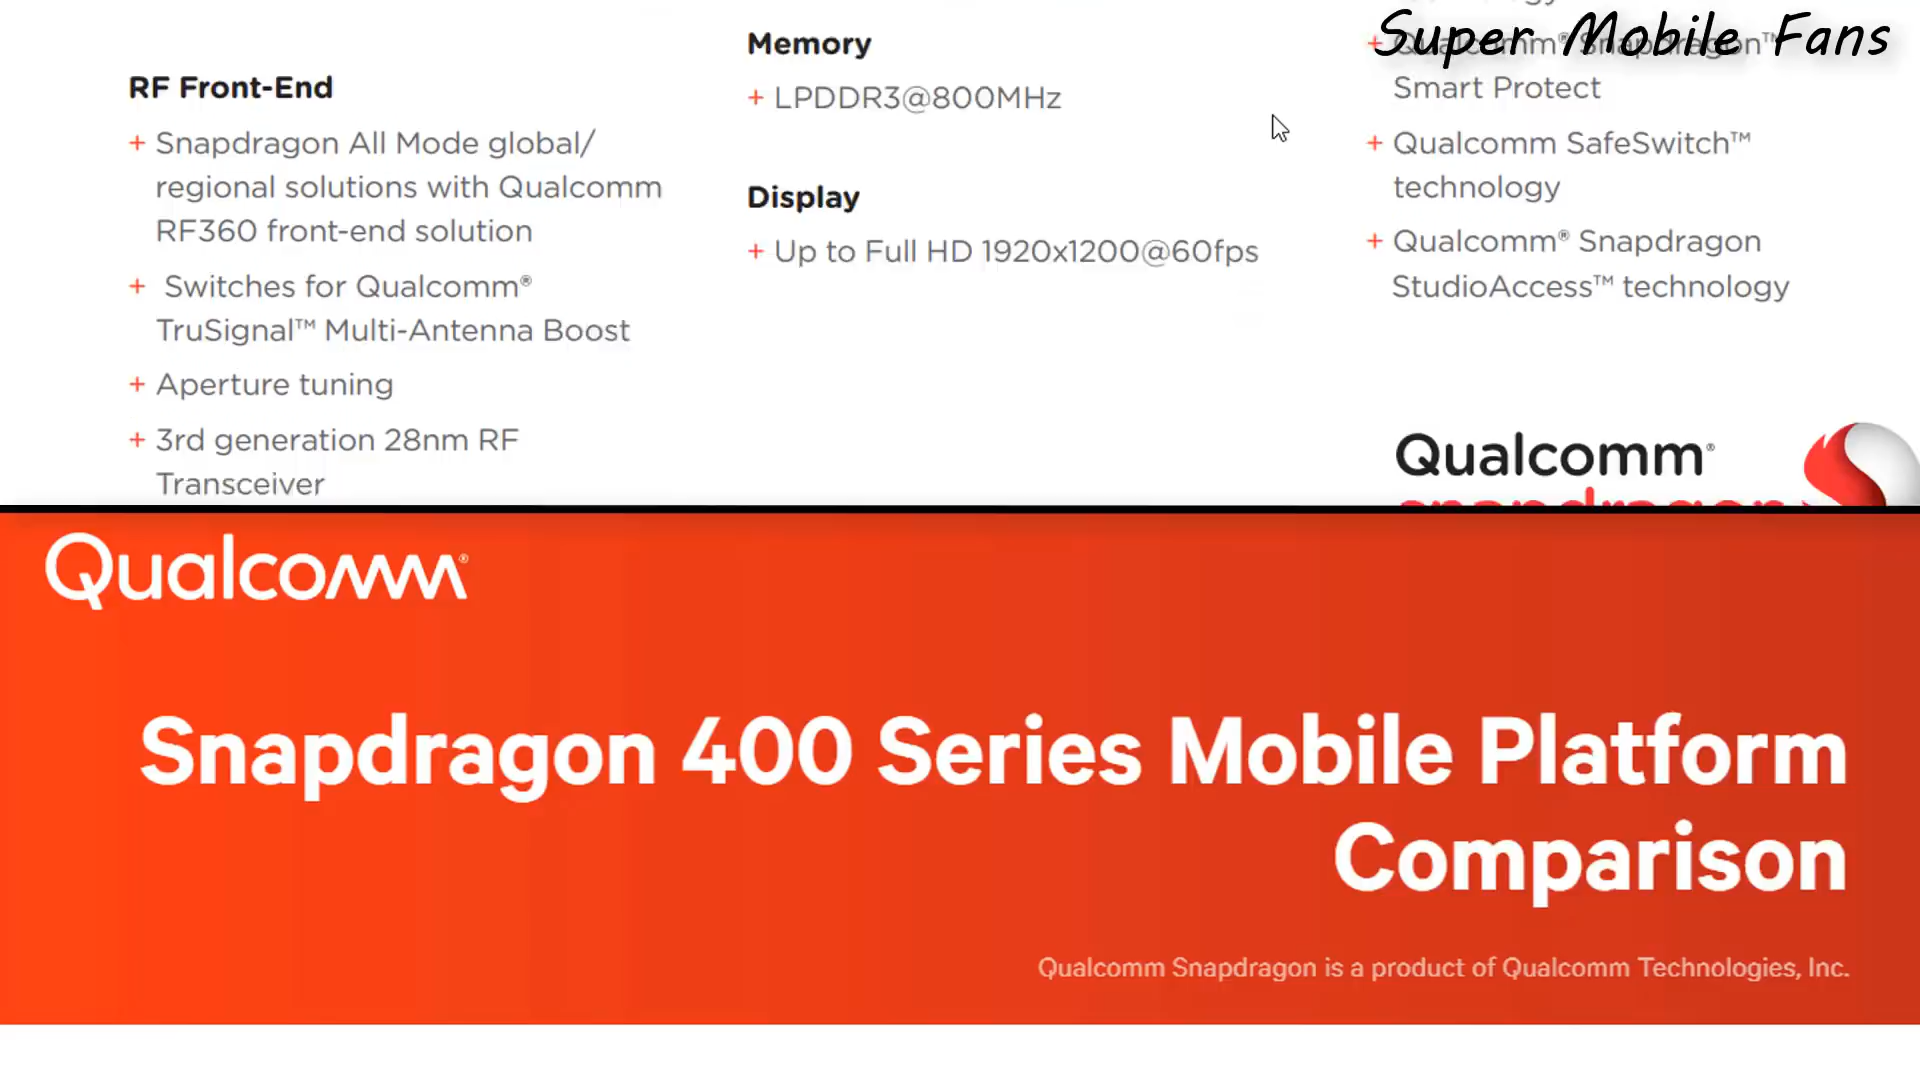 Super Mobile Fans
RF Front-End
+ Snapdragon All Mode global/
regional solutions with Qualcomm
RF360 front-end solution
+ Switches for Qualcomm®
TruSignal™ Multi-Antenna Boost
+ Aperture tuning
+ 3rd generation 28nm RF
Transceiver
Memory
+ LPDDR3@800MHz
Display
+ Up to Full HD 1920x1200@60fps
+ Qualcomm® Snapdragon™
Smart Protect
+ Qualcomm SafeSwitch™
technology
+ Qualcomm® Snapdragon
StudioAccess™ technology
Qualcomm®
snapdragon
Qualcomm®
Snapdragon 400 Series Mobile Platform
Comparison
Qualcomm Snapdragon is a product of Qualcomm Technologies, Inc.